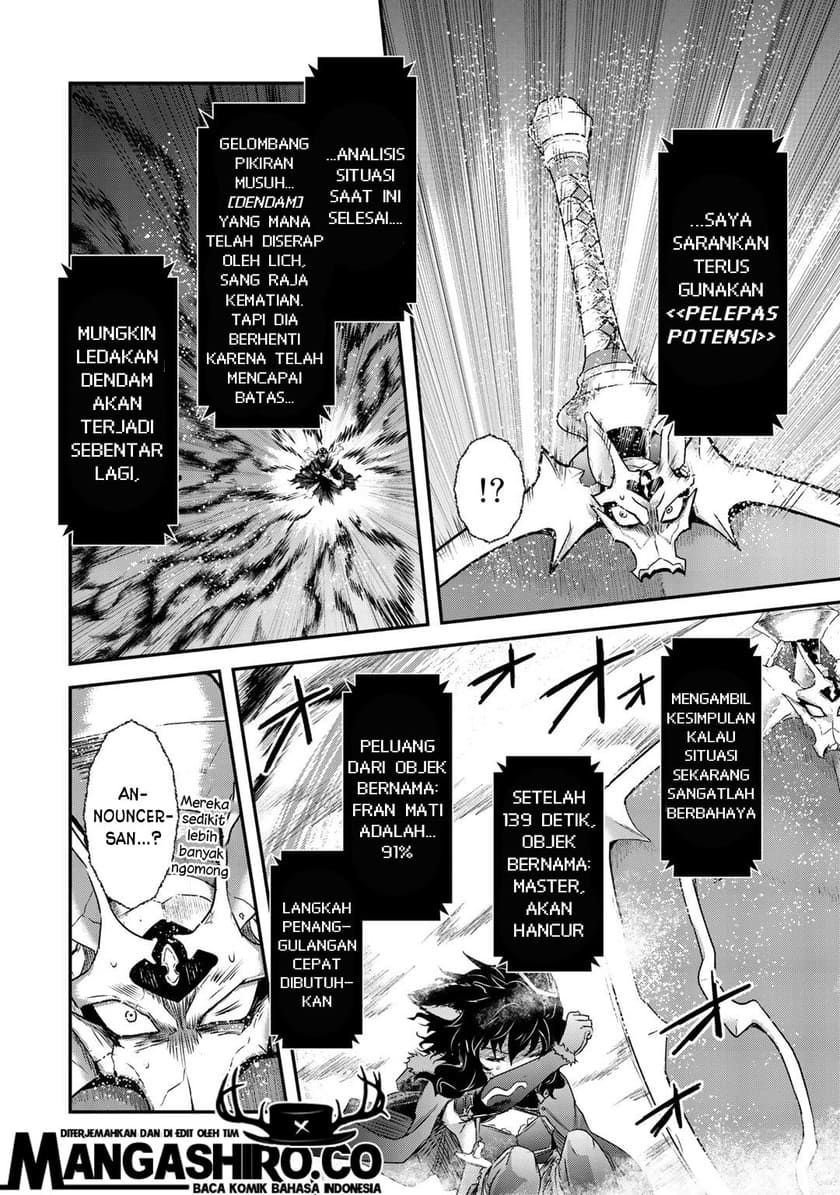 ...SAYA
SARANKAN
TERUS
GUNAKAN
<<PELEPAS
POTENSI>>
!?
...ANALISIS
SITUASI
SAAT INI
SELESAI....
GELOMBANG
PIKIRAN
MUSUH...
[DENDAM]
YANG MANA
TELAH DISERAP
OLEH LICH,
SANG RAJA
KEMATIAN.
TAPI DIA
BERHENTI
KARENA TELAH
MENCAPAI
BATAS...
MUNGKIN
LEDAKAN
DENDAM
AKAN
TERJADI
SEBENTAR
LAGI,
MENGAMBIL
KESIMPULAN
KALAU
SITUASI
SEKARANG
SANGATLAH
BERBAHAYA
SETELAH
139 DETIK,
OBJEK
BERNAMA:
MASTER,
AKAN
HANCUR
PELUANG
DARI OBJEK
BERNAMA:
FRAN MATI
ADALAH...
91%
LANGKAH
PENANG-
GULANGAN
CEPAT
DIBUTUH-
KAN
AN-
NOUNCER-
SAN...?
Mereka
sedikit
lebih
banyak
ngomong
DITERJEMAHKAN DAN DI EDIT OLEH TIM
MANGASHIRO.CO
BACA KOMIK BAHASA INDONESIA